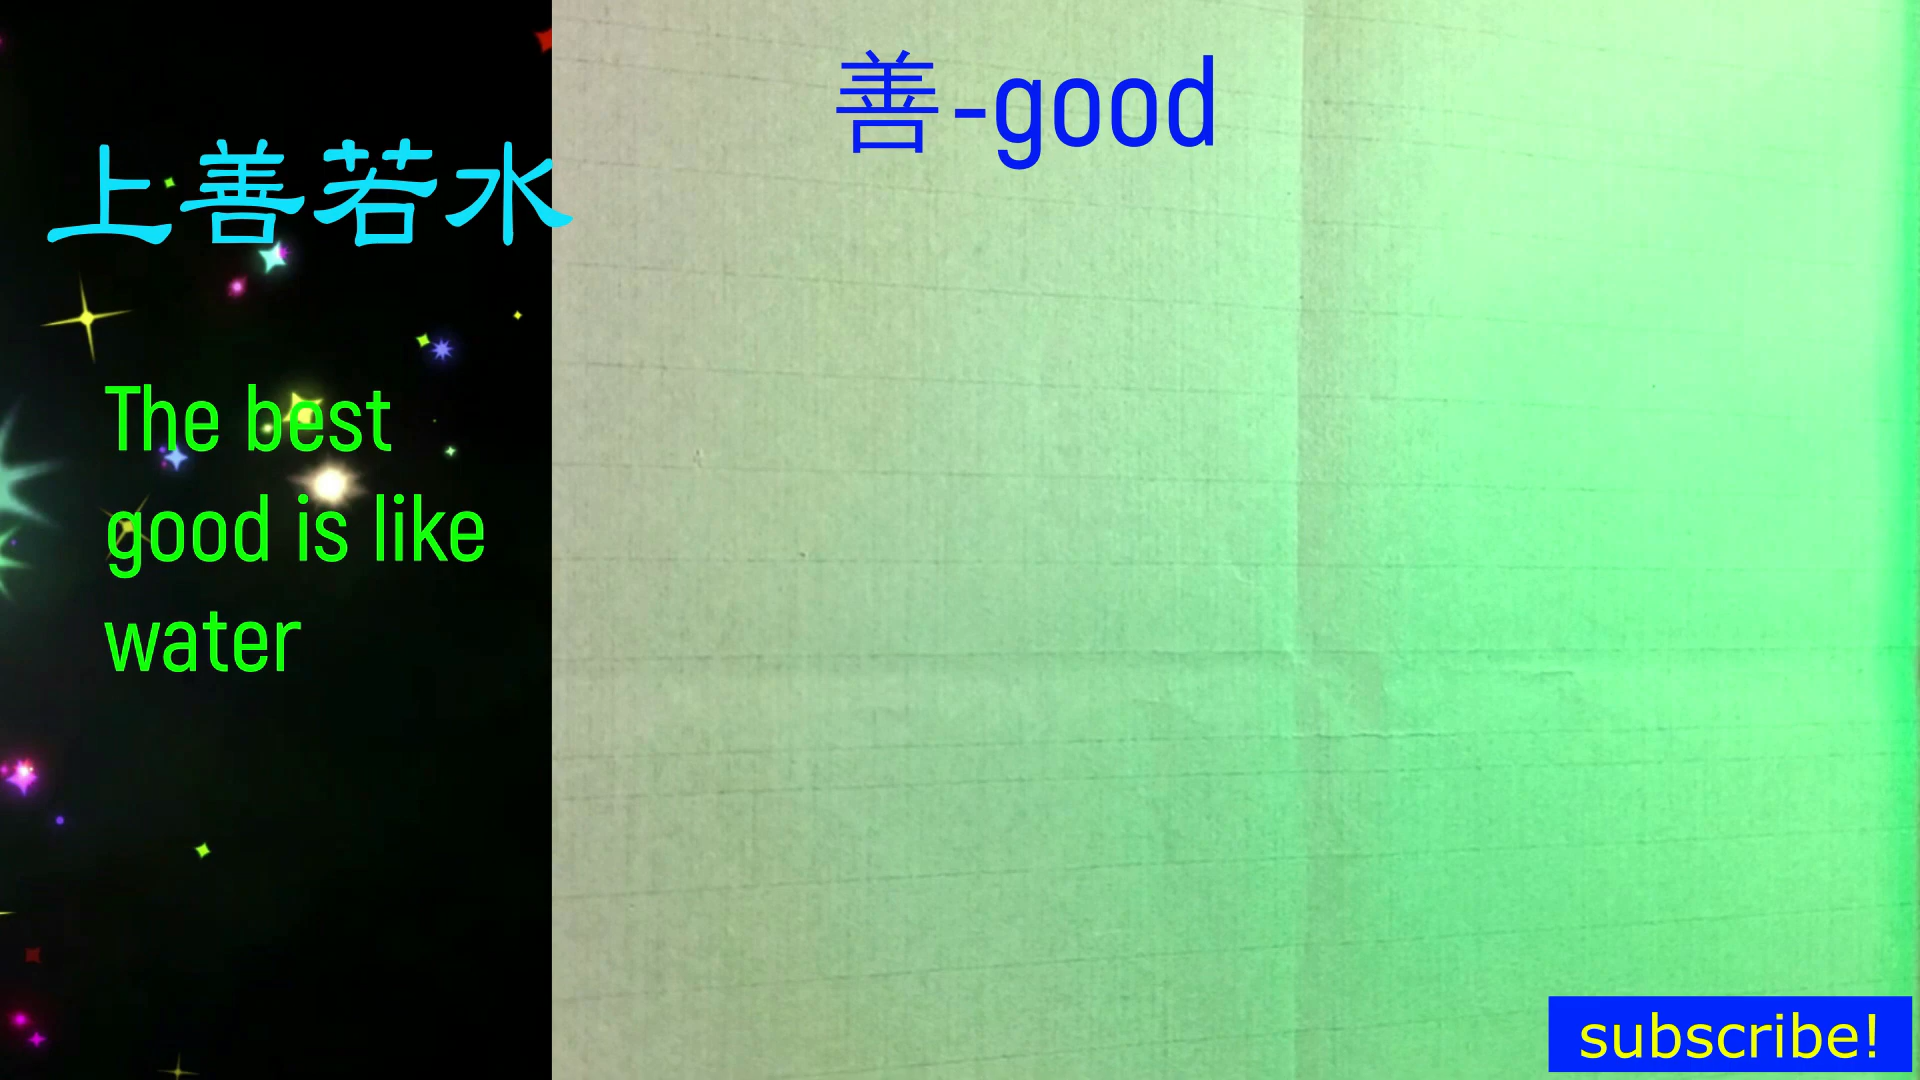 上善若水
The best
good is like
water
善-good
subscribe!